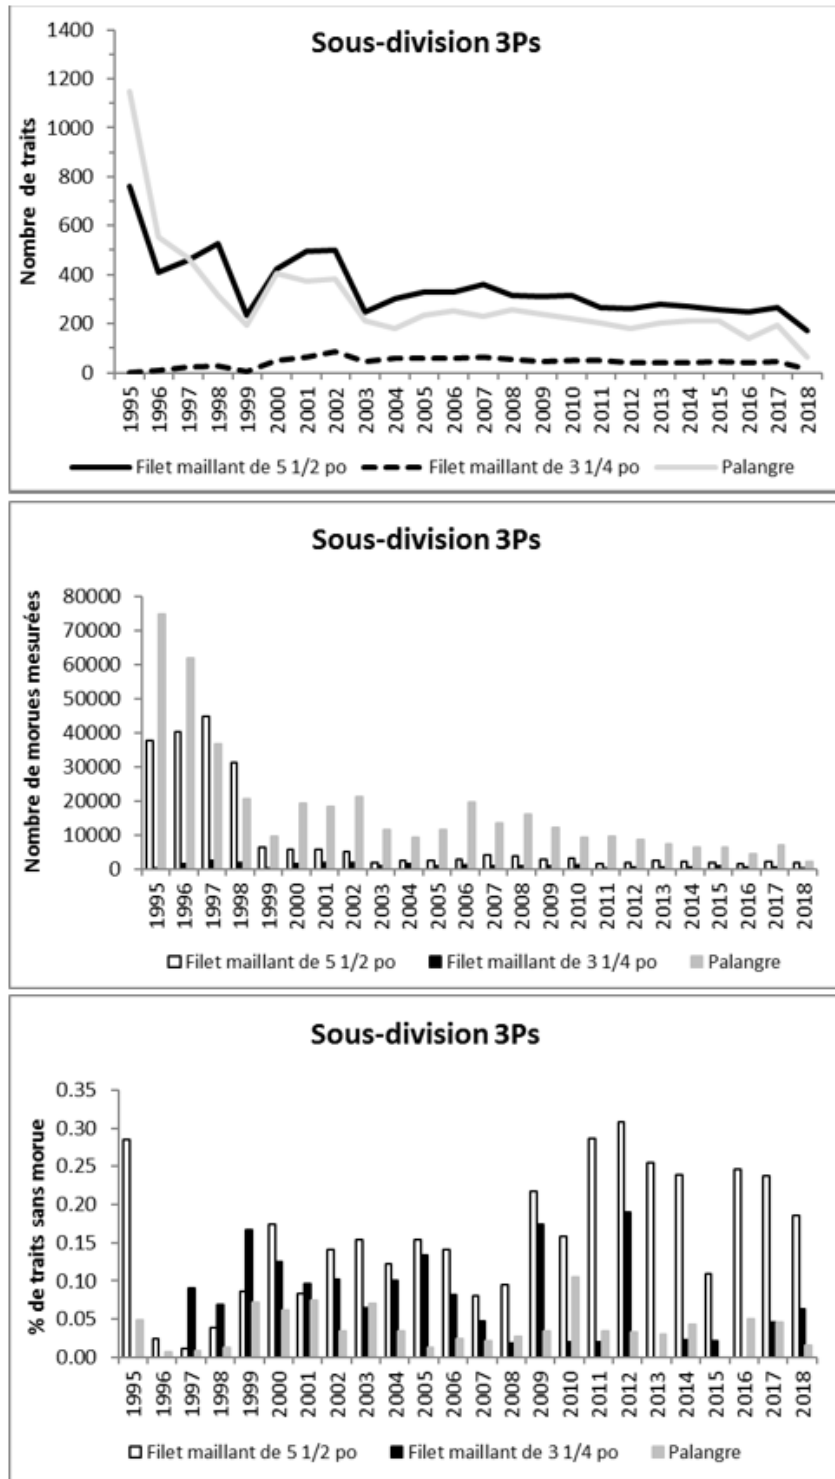 Sous-division 3Ps
Nombre de traits
1400
1200
1000
800
600
400
200
0
1995 1996 1997 1998 1999 2000 2001 2002 2003 2004 2005 2006 2007 2008 2009 2010 2011 2012 2013 2014 2015 2016 2017 2018
Filet maillant de 5 1/2 po Filet maillant de 3 1/4 po Palangre
Sous-division 3Ps
Nombre de morues mesurées
80000
70000
60000
50000
40000
30000
20000
10000
0
1995 1996 1997 1998 1999 2000 2001 2002 2003 2004 2005 2006 2007 2008 2009 2010 2011 2012 2013 2014 2015 2016 2017 2018
Filet maillant de 5 1/2 po Filet maillant de 3 1/4 po Palangre
Sous-division 3Ps
% de traits sans morue
0.35
0.30
0.25
0.20
0.15
0.10
0.05
0.00
1995 1996 1997 1998 1999 2000 2001 2002 2003 2004 2005 2006 2007 2008 2009 2010 2011 2012 2013 2014 2015 2016 2017 2018
Filet maillant de 5 1/2 po Filet maillant de 3 1/4 po Palangre